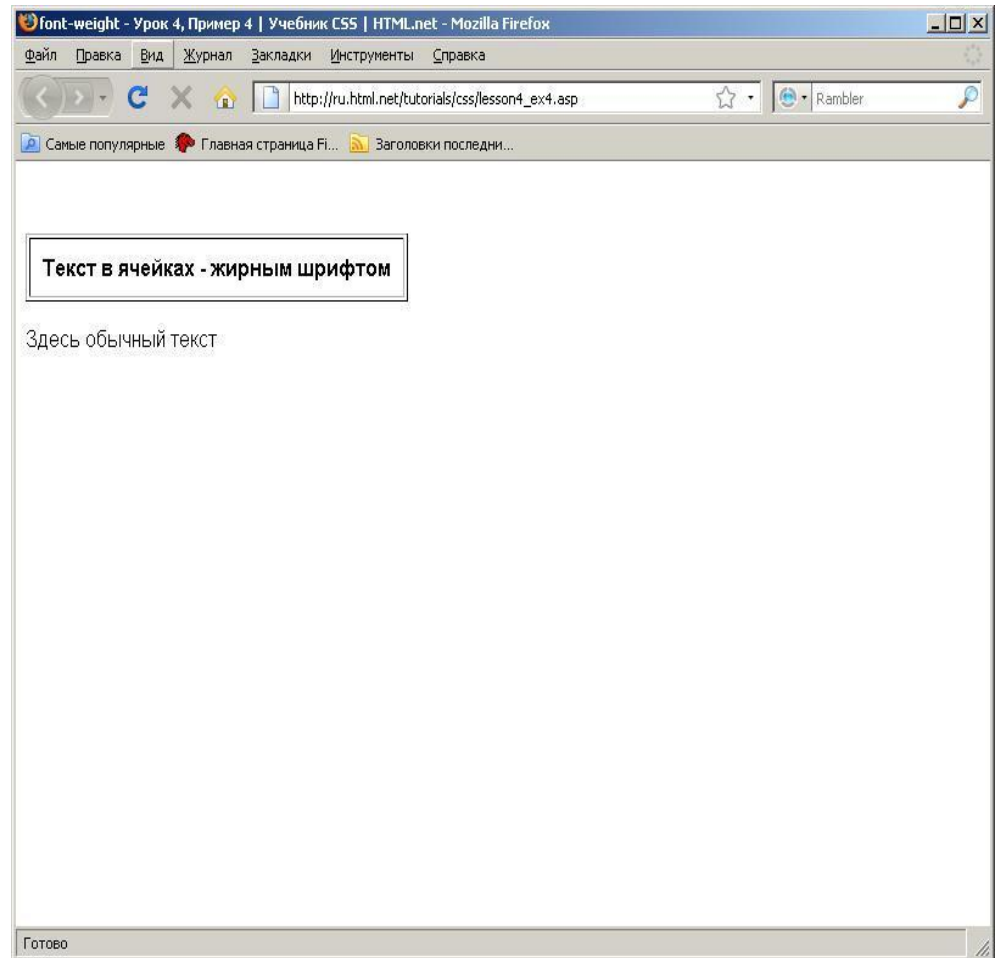 font-weight - Урок 4, Пример 4 | Учебник CSS | HTML.net - Mozilla Firefox
Файл Правка Вид Журнал Закладки Инструменты Справка
http://ru.html.net/tutorials/css/lesson4_ex4.asp Rambler
Самые популярные Главная страница Fi... Заголовки последни...
Текст в ячейках - жирным шрифтом
Здесь обычный текст
Готово